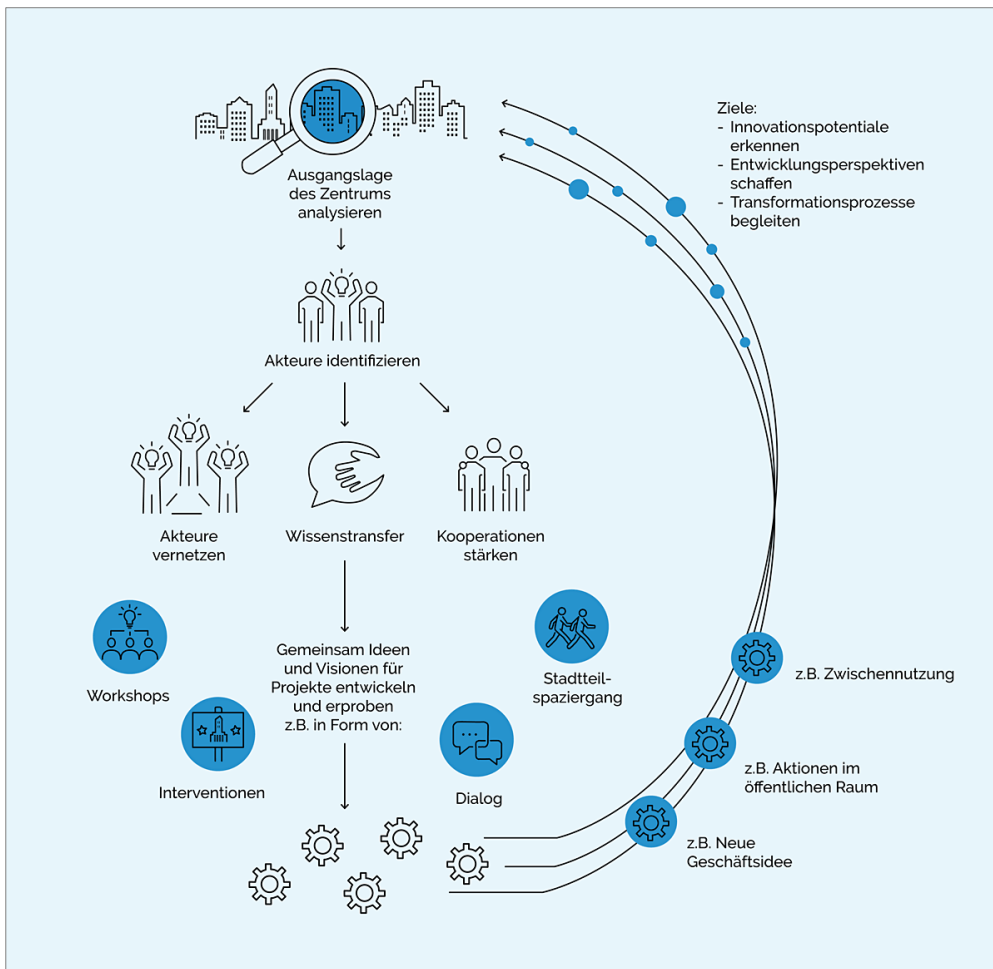 Ausgangslage
des Zentrums
analysieren
Ziele:
- Innovationspotentiale
erkennen
- Entwicklungsperspektiven
schaffen
- Transformationsprozesse
begleiten
Akteure identifizieren
Akteure
vernetzen
Wissenstransfer
Kooperationen
stärken
Gemeinsam Ideen
und Visionen für
Projekte entwickeln
und erproben
z.B. in Form von:
Workshops
Interventionen
Dialog
Stadtteil-
spaziergang
z.B. Zwischennutzung
z.B. Aktionen im
öffentlichen Raum
z.B. Neue
Geschäftsidee